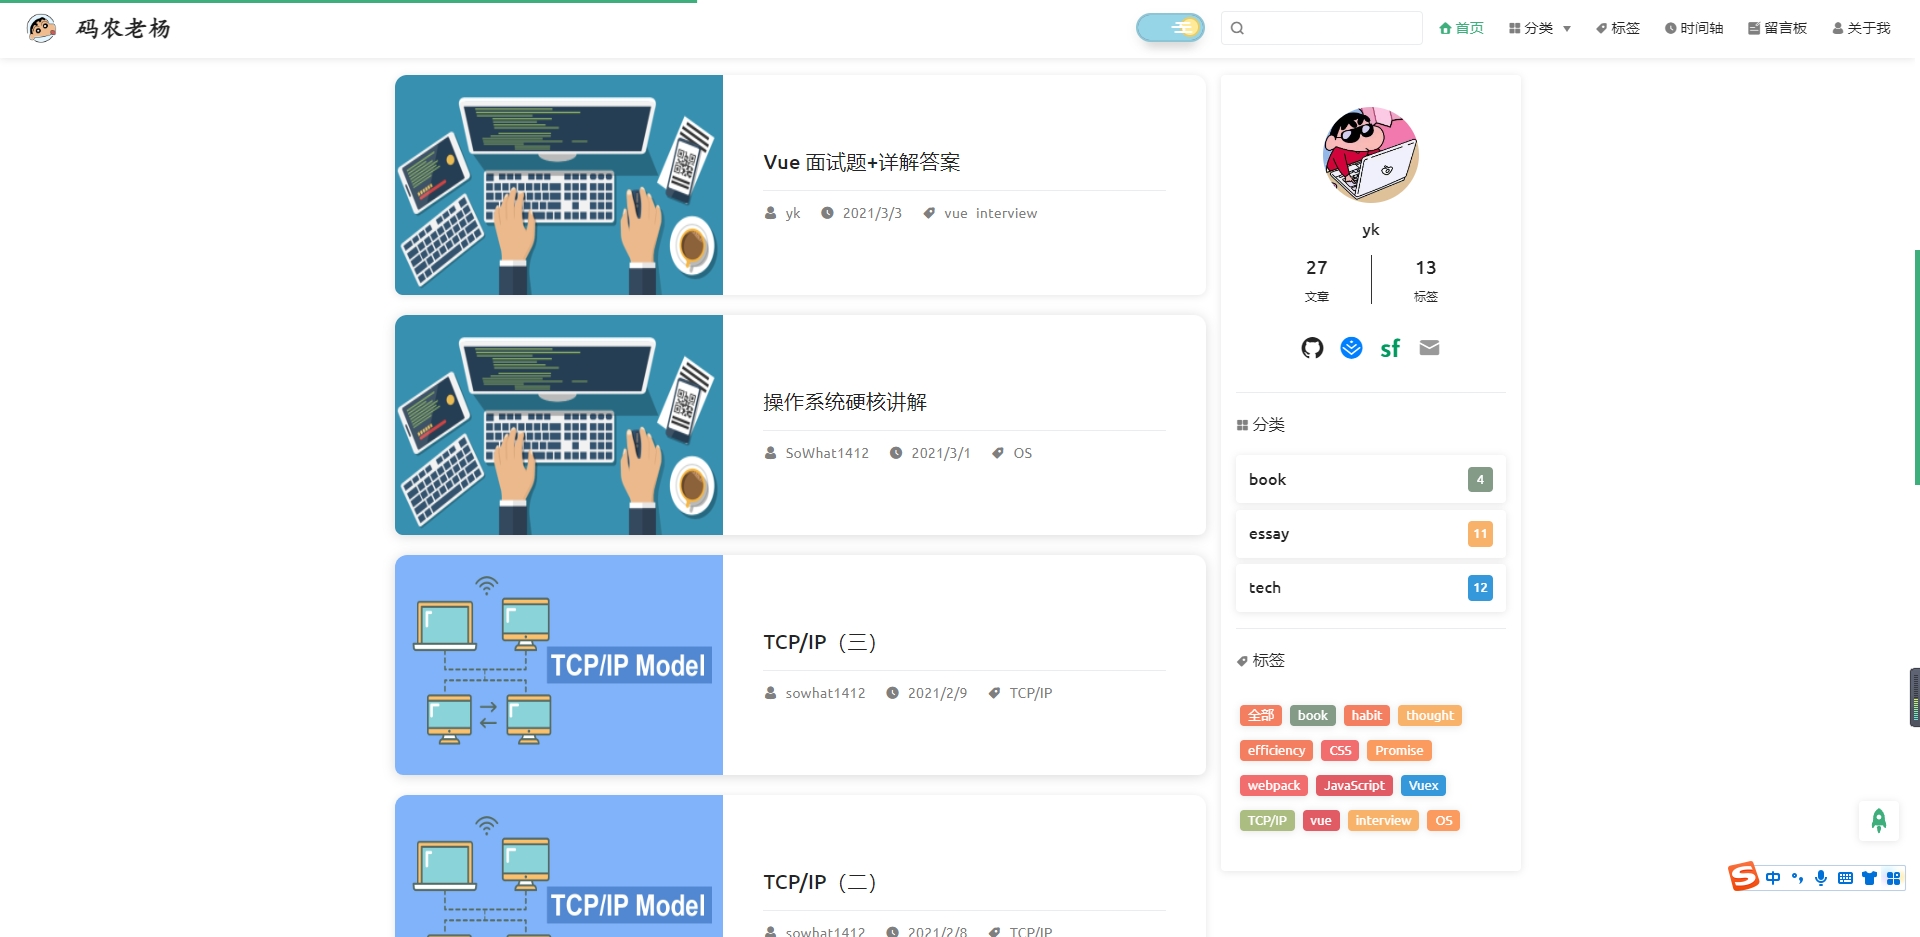 码农老杨
首页 分类 标签 时间轴 留言板 关于我
Vue 面试题+详解答案
yk 2021/3/3 vue interview
操作系统硬核讲解
SoWhat1412 2021/3/1 OS
TCP/IP Model
TCP/IP（三）
sowhat1412 2021/2/9 TCP/IP
TCP/IP Model
TCP/IP（二）
sowhat1412 2021/2/8 TCP/IP
yk
27 13
文章 标签
sf
分类
book 4
essay 11
tech 12
标签
全部 book habit thought
efficiency CSS Promise
webpack JavaScript Vuex
TCP/IP vue interview OS
S 中